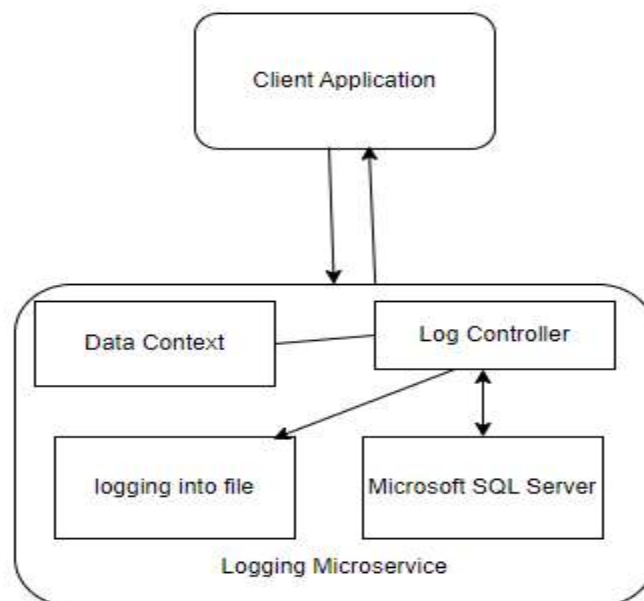 Client Application
Data Context
Log Controller
logging into file
Microsoft SQL Server
Logging Microservice